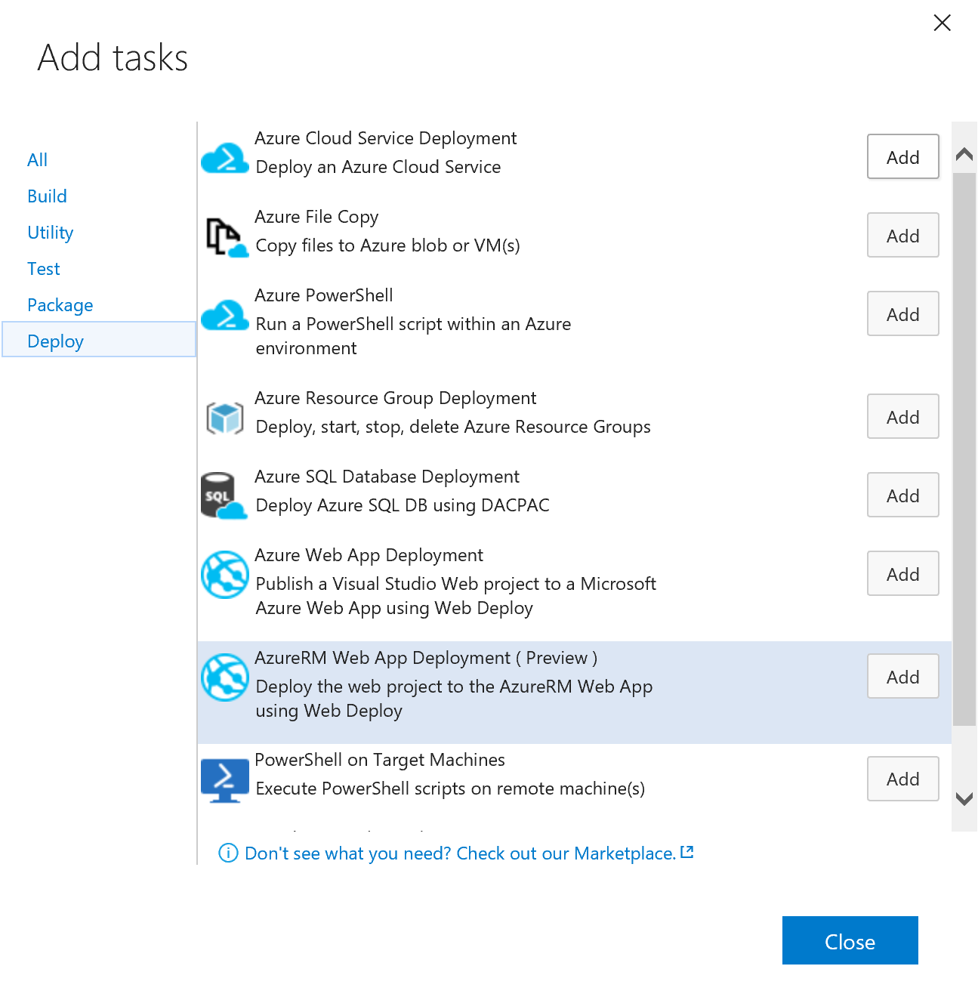 Add tasks
All
Build
Utility
Test
Package
Deploy
Azure Cloud Service Deployment
Deploy an Azure Cloud Service
Add
Azure File Copy
Copy files to Azure blob or VM(s)
Add
Azure PowerShell
Run a PowerShell script within an Azure
environment
Add
Azure Resource Group Deployment
Deploy, start, stop, delete Azure Resource Groups
Add
SQL
Azure SQL Database Deployment
Deploy Azure SQL DB using DACPAC
Add
Azure Web App Deployment
Publish a Visual Studio Web project to a Microsoft
Azure Web App using Web Deploy
Add
AzureRM Web App Deployment ( Preview )
Deploy the web project to the AzureRM Web App
using Web Deploy
Add
PowerShell on Target Machines
Execute PowerShell scripts on remote machine(s)
Add
Don't see what you need? Check out our Marketplace.
Close